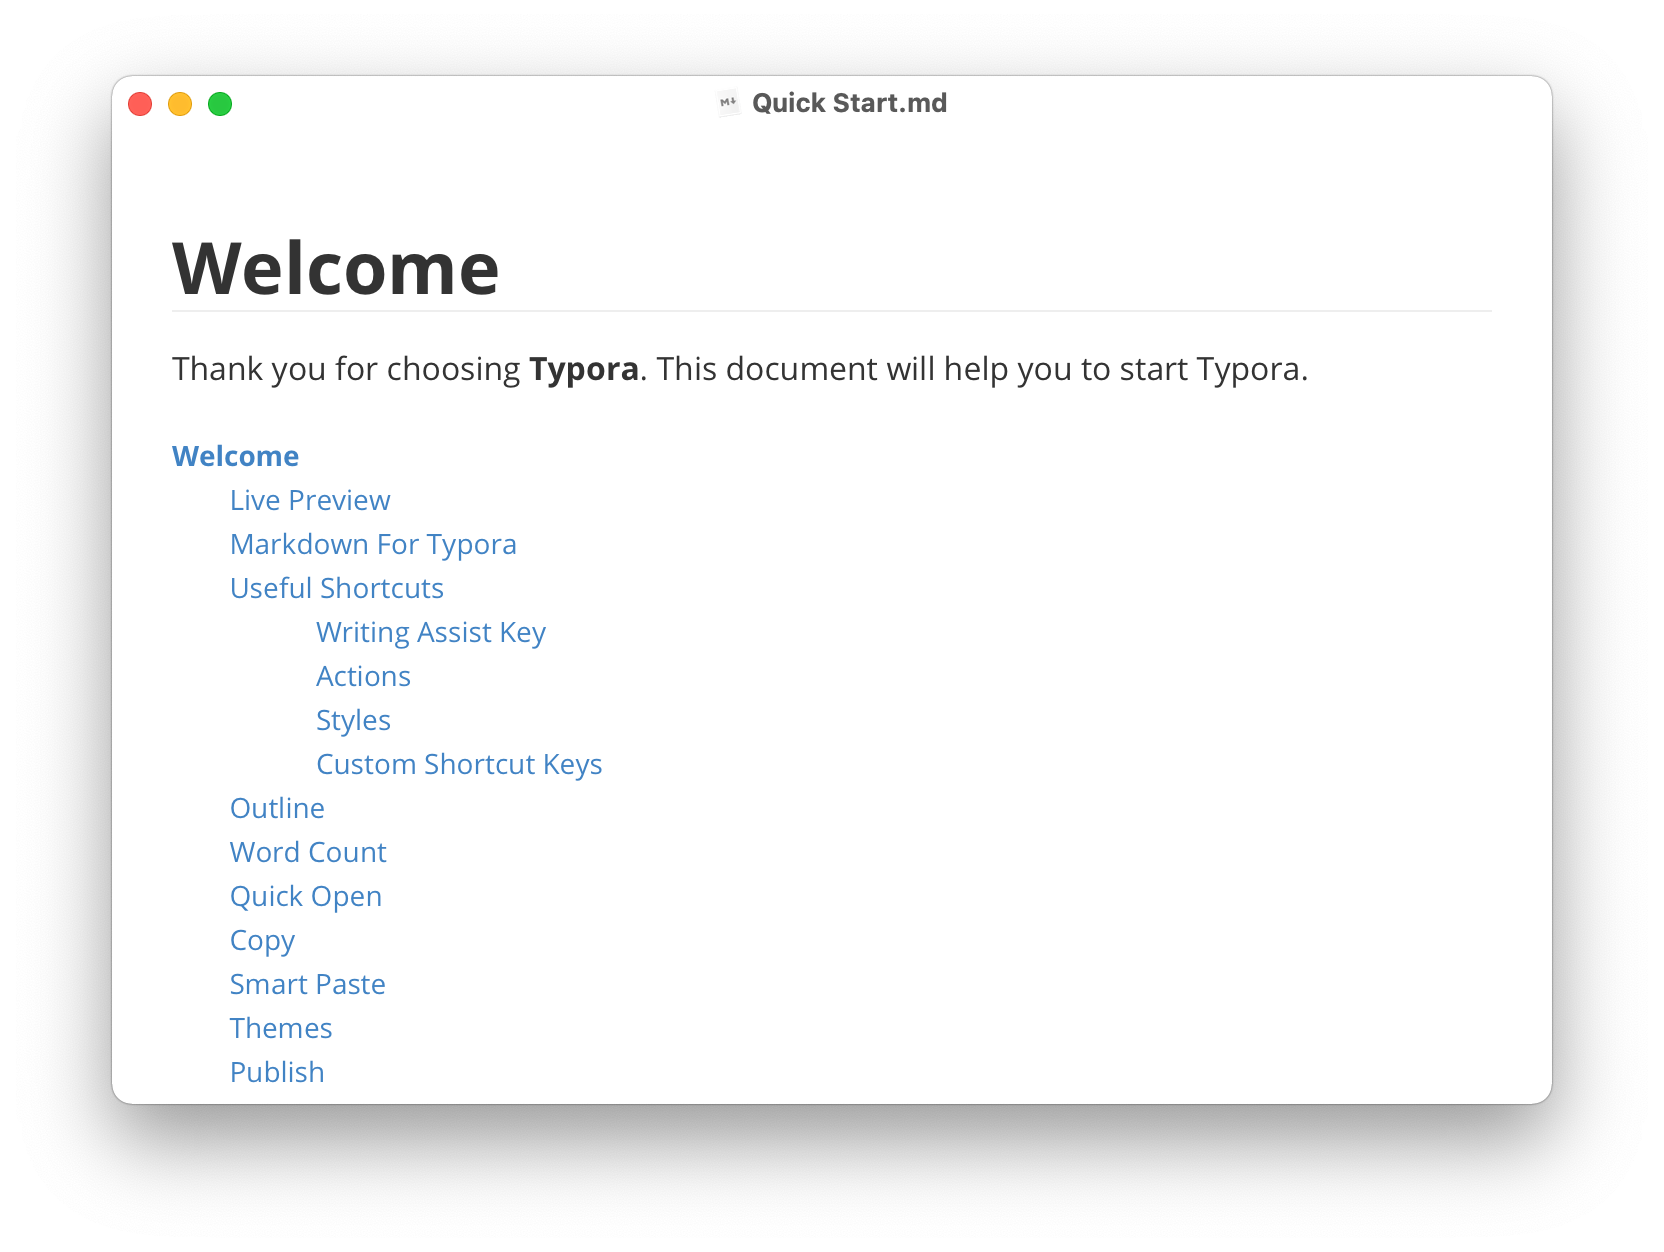 Quick Start.md
Welcome
Thank you for choosing Typora. This document will help you to start Typora.
Welcome
Live Preview
Markdown For Typora
Useful Shortcuts
Writing Assist Key
Actions
Styles
Custom Shortcut Keys
Outline
Word Count
Quick Open
Copy
Smart Paste
Themes
Publish